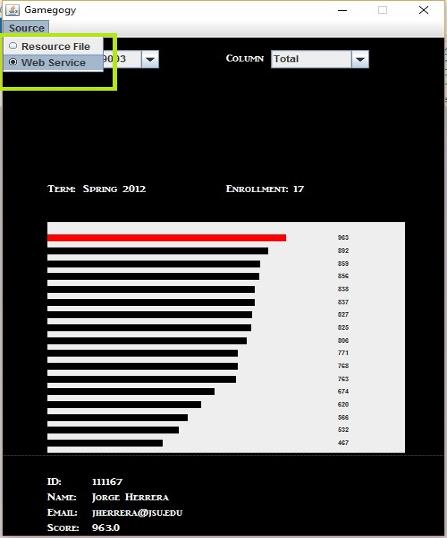 Gamegogy
Source
Resource File
Web Service
COLUMN Total
TERM: SPRING 2012 ENROLLMENT: 17
963
892
859
856
838
837
827
825
806
771
768
763
674
620
566
532
467
ID: 111167
NAME: JORGE HERRERA
EMAIL: JHERRERA@JSU.EDU
SCORE: 963.0